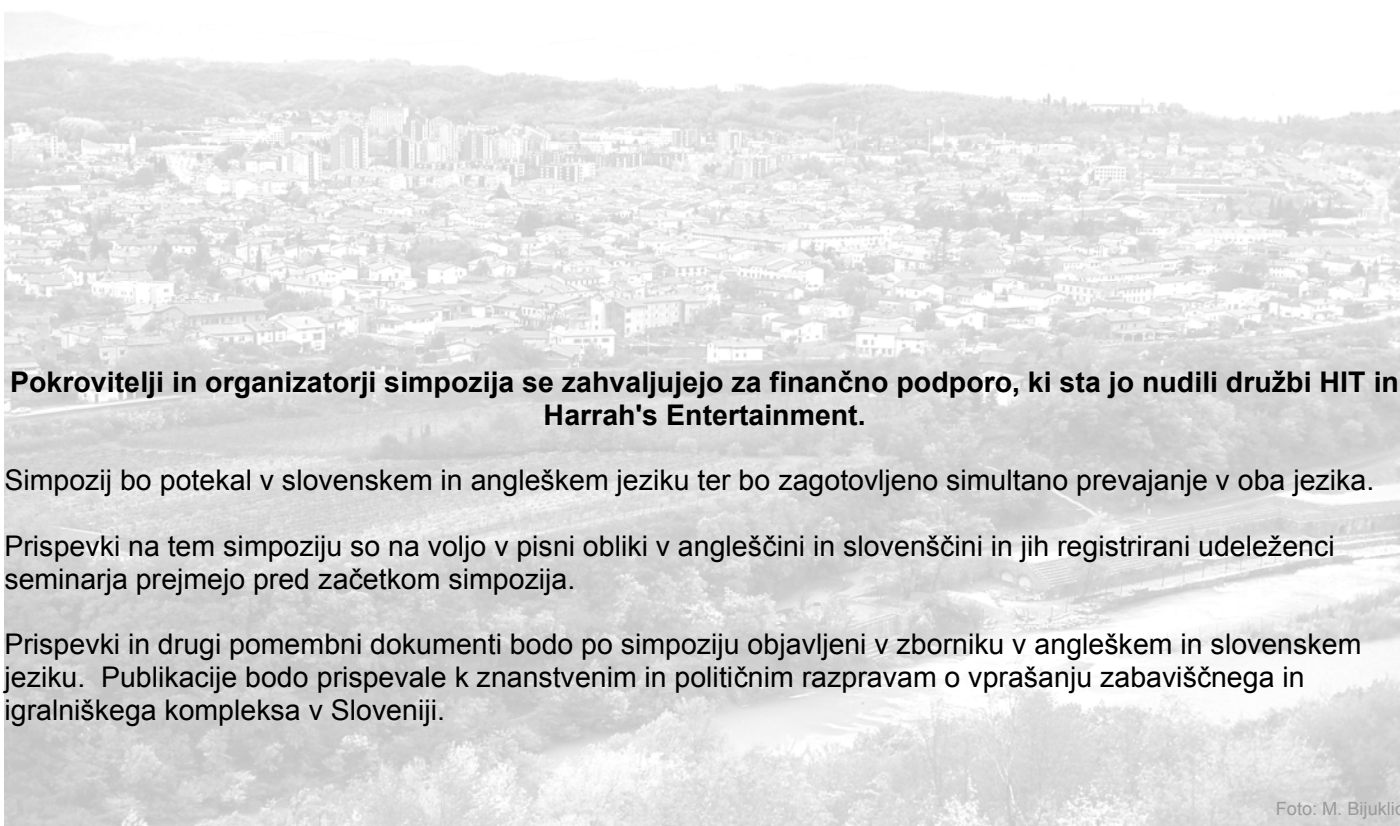 Pokrovitelji in organizatorji simpozija se zahvaljujejo za finančno podporo, ki sta jo nudili družbi HIT in
Harrah's Entertainment.
Simpozij bo potekal v slovenskem in angleškem jeziku ter bo zagotovljeno simultano prevajanje v oba jezika.
Prispevki na tem simpoziju so na voljo v pisni obliki v angleščini in slovenščini in jih registrirani udeleženci
seminarja prejmejo pred začetkom simpozija.
Prispevki in drugi pomembni dokumenti bodo po simpoziju objavljeni v zborniku v angleškem in slovenskem
jeziku.  Publikacije bodo prispevale k znanstvenim in političnim razpravam o vprašanju zabaviščnega in
igralniškega kompleksa v Sloveniji.
Foto: M. Bijuklic